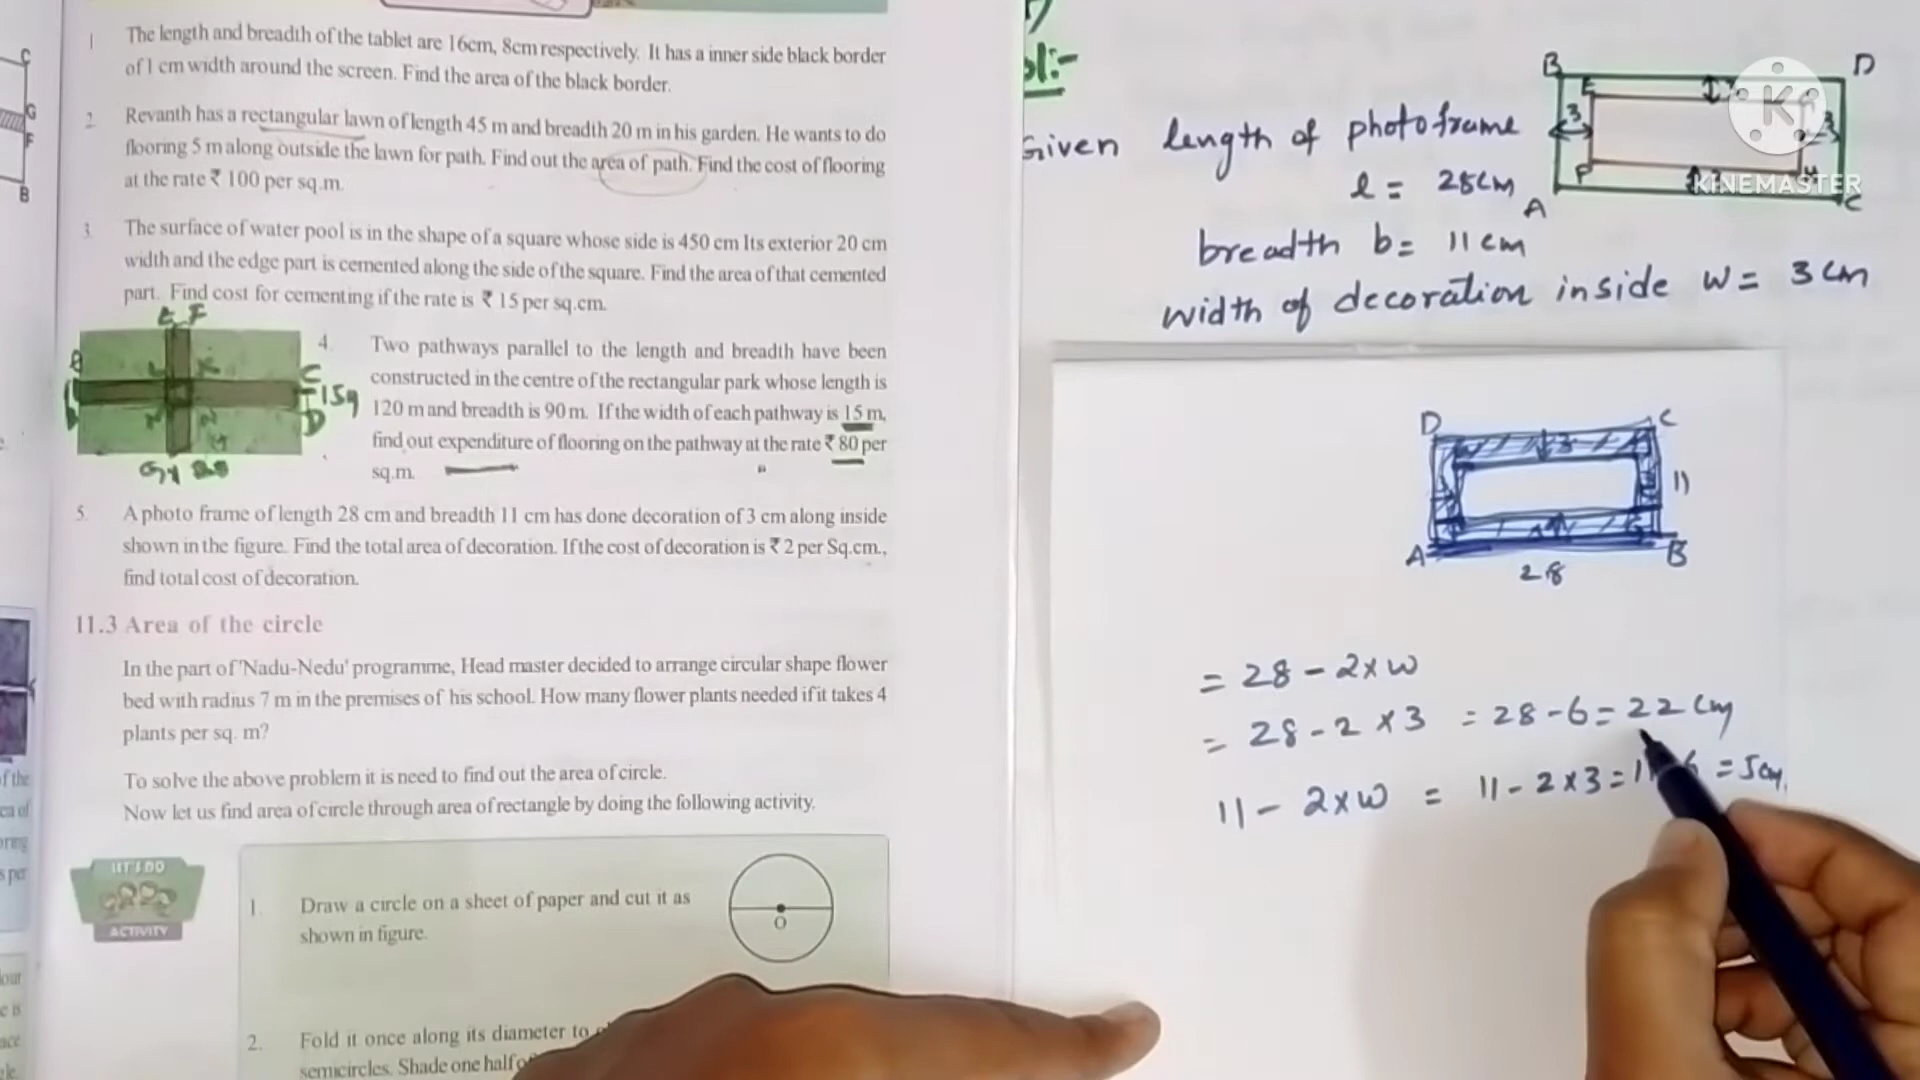 1 The length and breadth of the tablet are 16cm, 8cm respectively. It has a inner side black border
of 1 cm width around the screen. Find the area of the black border.
2. Revanth has a rectangular lawn of length 45 m and breadth 20 m in his garden. He wants to do
flooring 5 m along outside the lawn for path. Find out the area of path. Find the cost of flooring
at the rate ₹ 100 per sq.m.
3. The surface of water pool is in the shape of a square whose side is 450 cm Its exterior 20 cm
width and the edge part is cemented along the side of the square. Find the area of that cemented
part. Find cost for cementing if the rate is ₹ 15 per sq.cm.
E F
C
D
4. Two pathways parallel to the length and breadth have been
constructed in the centre of the rectangular park whose length is
120 m and breadth is 90 m. If the width of each pathway is 15 m,
find out expenditure of flooring on the pathway at the rate ₹ 80 per
sq.m.
5. A photo frame of length 28 cm and breadth 11 cm has done decoration of 3 cm along inside
shown in the figure. Find the total area of decoration. If the cost of decoration is ₹ 2 per Sq.cm.,
find total cost of decoration.
11.3 Area of the circle
In the part of 'Nadu-Nedu' programme, Head master decided to arrange circular shape flower
bed with radius 7 m in the premises of his school. How many flower plants needed if it takes 4
plants per sq. m?
To solve the above problem it is need to find out the area of circle.
Now let us find area of circle through area of rectangle by doing the following activity.
LET'S DO
ACTIVITY
1. Draw a circle on a sheet of paper and cut it as
shown in figure.
O
2. Fold it once along its diameter to
semicircles. Shade one half
C
G
F
B
ol:-
Given length of photoframe
l = 28cm
breadth b = 11 cm
width of decoration inside w = 3 cm
B D
E
3 3
F
A C
K
KINEMASTER
D C
3
11
A B
28
= 28 - 2 x w
= 28 - 2 x 3 = 28 - 6 = 22 cm
11 - 2 x w = 11 - 2 x 3 = 11 - 6 = 5cm